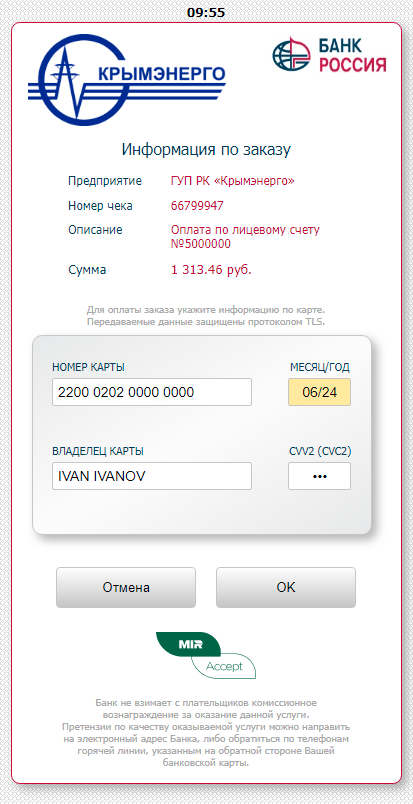 09:55
КРЫМЭНЕРГО
БАНК
РОССИЯ
Информация по заказу
Предприятие ГУП РК «Крымэнерго»
Номер чека 66799947
Описание Оплата по лицевому счету
№5000000
Сумма 1 313.46 руб.
Для оплаты заказа укажите информацию по карте.
Передаваемые данные защищены протоколом TLS.
НОМЕР КАРТЫ МЕСЯЦ/ГОД
2200 0202 0000 0000 06/24
ВЛАДЕЛЕЦ КАРТЫ CVV2 (CVC2)
IVAN IVANOV •••
Отмена OK
MIR
Accept
Банк не взимает с плательщиков комиссионное
вознаграждение за оказание данной услуги.
Претензии по качеству оказываемой услуги можно направить
на электронный адрес Банка, либо обратиться по телефонам
горячей линии, указанным на обратной стороне Вашей
банковской карты.